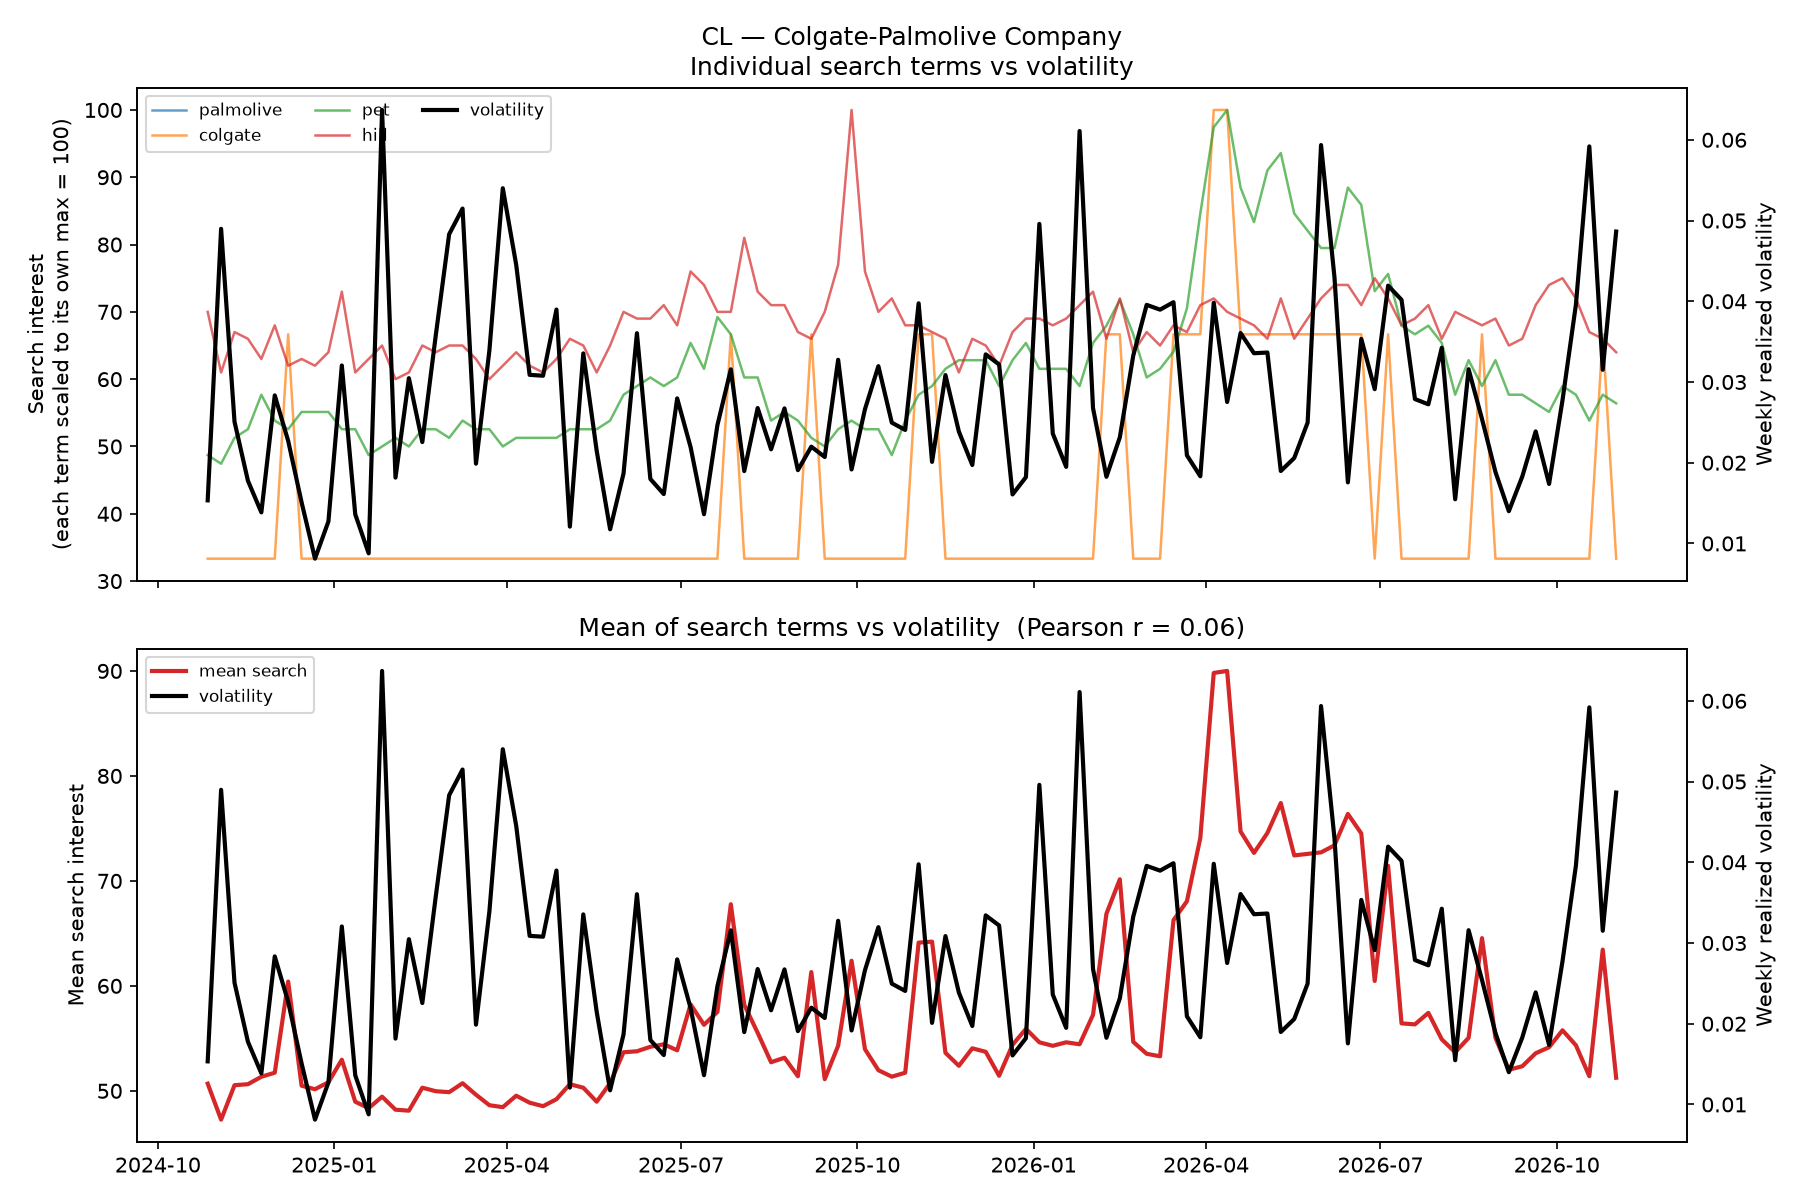 CL — Colgate-Palmolive Company
Individual search terms vs volatility
palmolive
colgate
pet
hill
volatility
Search interest
(each term scaled to its own max = 100)
100
90
80
70
60
50
40
30
0.06
0.05
0.04
0.03
0.02
0.01
Weekly realized volatility
Mean of search terms vs volatility (Pearson r = 0.06)
mean search
volatility
Mean search interest
90
80
70
60
50
0.06
0.05
0.04
0.03
0.02
0.01
Weekly realized volatility
2024-10
2025-01
2025-04
2025-07
2025-10
2026-01
2026-04
2026-07
2026-10